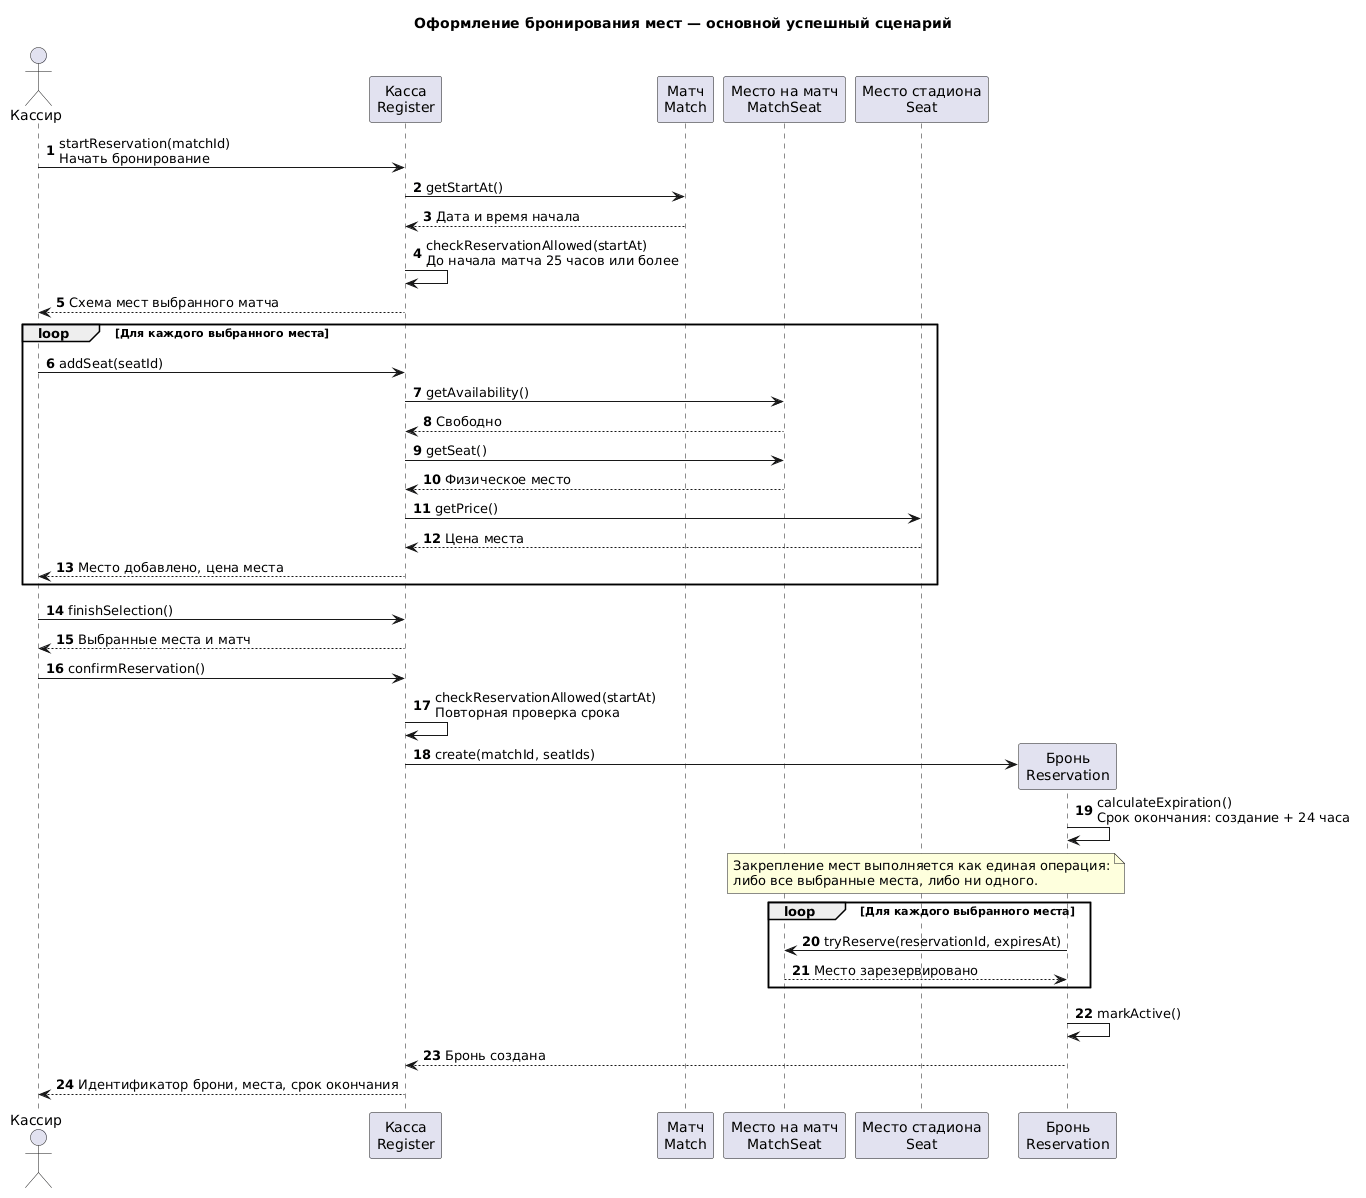 Оформление бронирования мест — основной успешный сценарий
Кассир
Касса
Register
Матч
Match
Место на матч
MatchSeat
Место стадиона
Seat
1 startReservation(matchId)
Начать бронирование
2 getStartAt()
3 Дата и время начала
4 checkReservationAllowed(startAt)
До начала матча 25 часов или более
5 Схема мест выбранного матча
loop [Для каждого выбранного места]
6 addSeat(seatId)
7 getAvailability()
8 Свободно
9 getSeat()
10 Физическое место
11 getPrice()
12 Цена места
13 Место добавлено, цена места
14 finishSelection()
15 Выбранные места и матч
16 confirmReservation()
17 checkReservationAllowed(startAt)
Повторная проверка срока
18 create(matchId, seatIds)
Бронь
Reservation
19 calculateExpiration()
Срок окончания: создание + 24 часа
Закрепление мест выполняется как единая операция:
либо все выбранные места, либо ни одного.
loop [Для каждого выбранного места]
20 tryReserve(reservationId, expiresAt)
21 Место зарезервировано
22 markActive()
23 Бронь создана
24 Идентификатор брони, места, срок окончания
Кассир
Касса
Register
Матч
Match
Место на матч
MatchSeat
Место стадиона
Seat
Бронь
Reservation